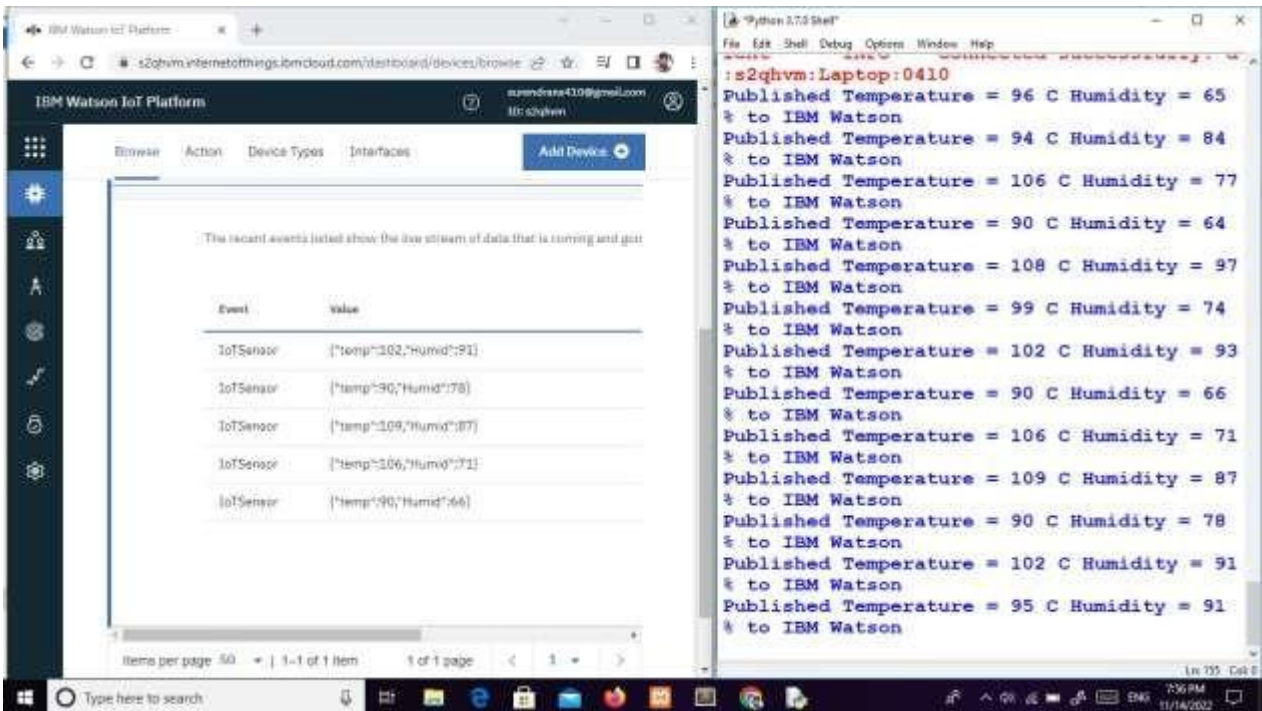 IBM Watson IoT Platform
s2qhvm.internetofthings.ibmcloud.com/dashboard/devices/browse
IBM Watson IoT Platform
ID: s2qhvm
Browse Action Device Types Interfaces Add Device
The recent events listed show the live stream of data that is coming and goi
Event Value
IoTSensor {"temp":102,"Humid":91}
IoTSensor {"temp":90,"Humid":78}
IoTSensor {"temp":109,"Humid":87}
IoTSensor {"temp":106,"Humid":71}
IoTSensor {"temp":90,"Humid":66}
Items per page 50 | 1–1 of 1 item 1 of 1 page 1
*Python 3.7.0 Shell*
File Edit Shell Debug Options Window Help
:s2qhvm:Laptop:0410
Published Temperature = 96 C Humidity = 65
% to IBM Watson
Published Temperature = 94 C Humidity = 84
% to IBM Watson
Published Temperature = 106 C Humidity = 77
% to IBM Watson
Published Temperature = 90 C Humidity = 64
% to IBM Watson
Published Temperature = 108 C Humidity = 97
% to IBM Watson
Published Temperature = 99 C Humidity = 74
% to IBM Watson
Published Temperature = 102 C Humidity = 93
% to IBM Watson
Published Temperature = 90 C Humidity = 66
% to IBM Watson
Published Temperature = 106 C Humidity = 71
% to IBM Watson
Published Temperature = 109 C Humidity = 87
% to IBM Watson
Published Temperature = 90 C Humidity = 78
% to IBM Watson
Published Temperature = 102 C Humidity = 91
% to IBM Watson
Published Temperature = 95 C Humidity = 91
% to IBM Watson
Ln: 155 Col: 0
Type here to search
ENG
7:36 PM
11/14/2022